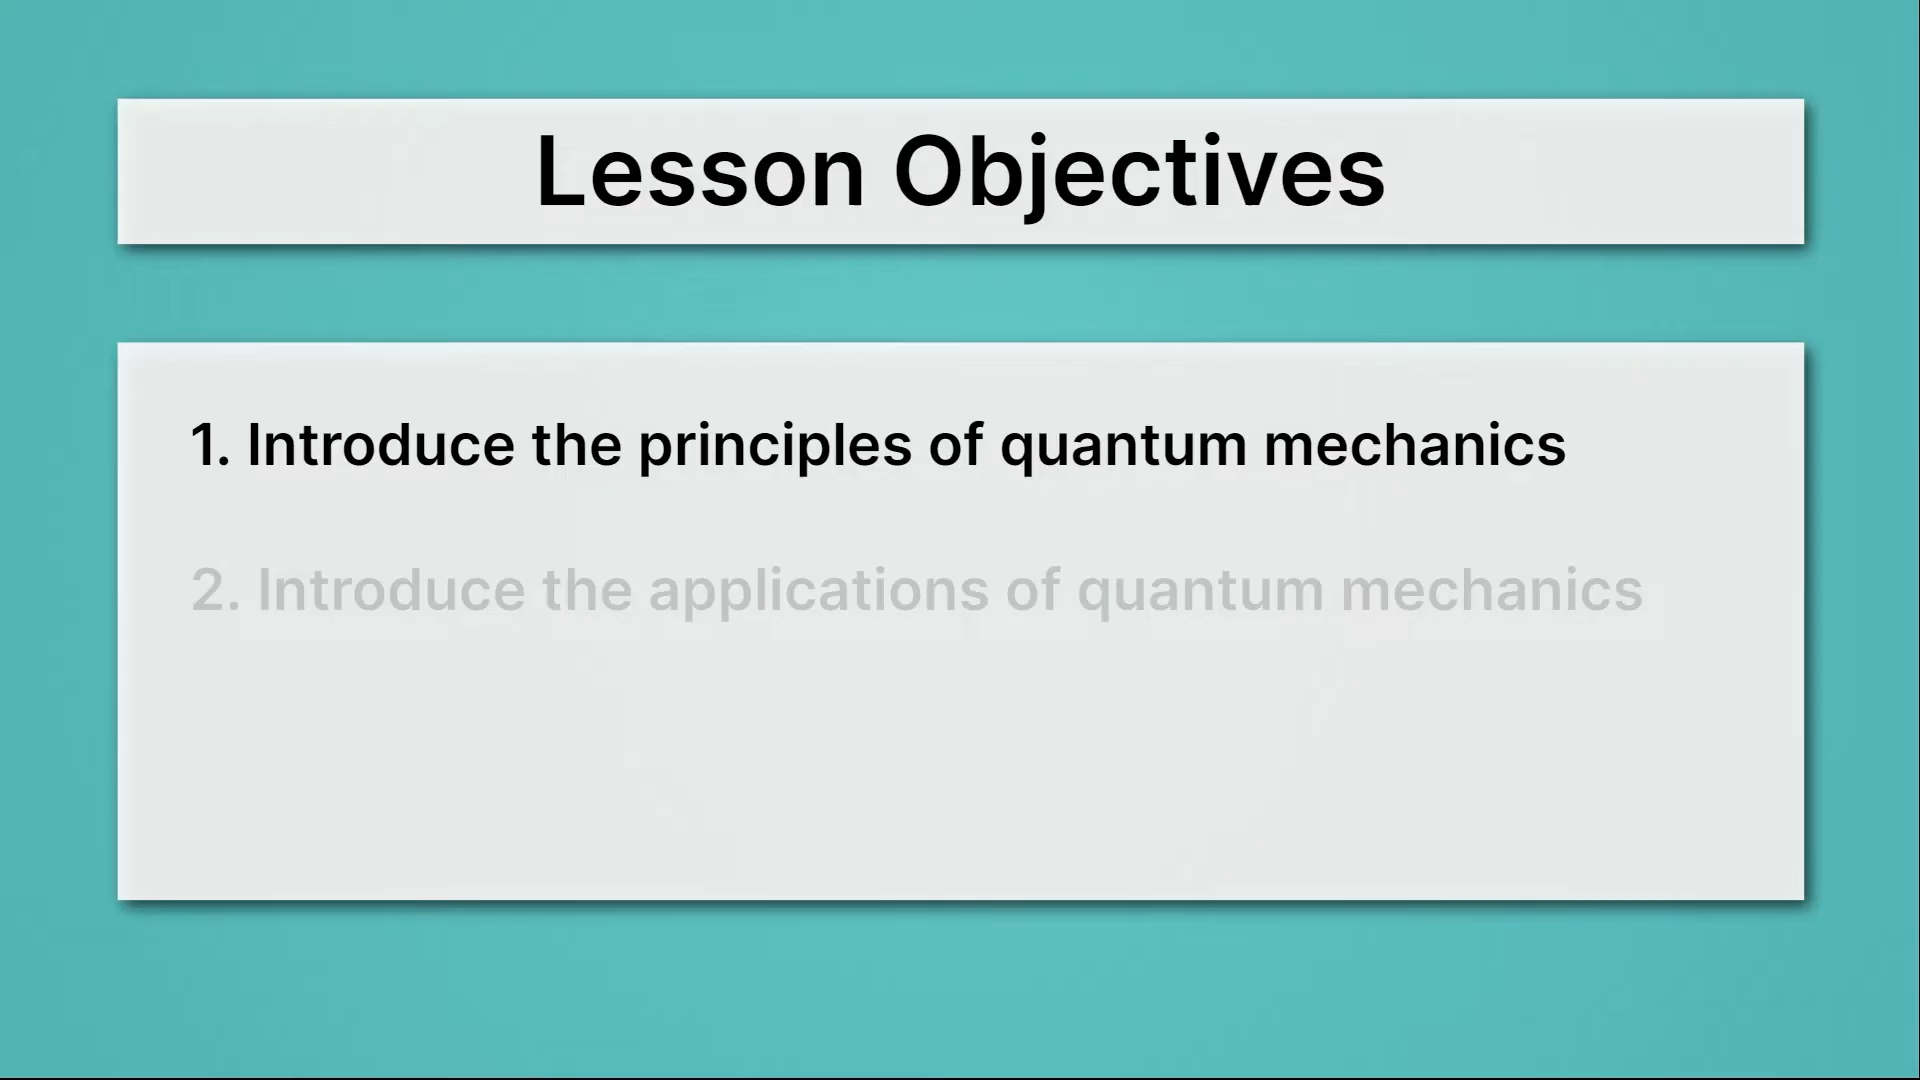 Lesson Objectives
1. Introduce the principles of quantum mechanics
2. Introduce the applications of quantum mechanics